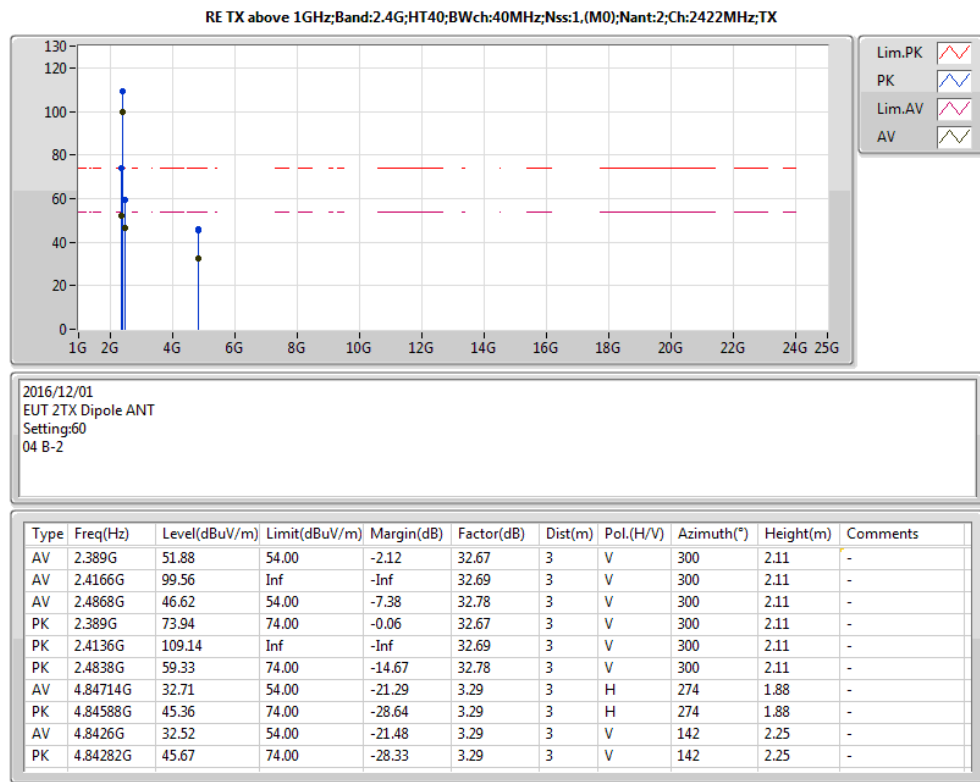 RE TX above 1GHz;Band:2.4G;HT40;BWch:40MHz;Nss:1,(M0);Nant:2;Ch:2422MHz;TX
130
120
100
80
60
40
20
0
1G 2G 4G 6G 8G 10G 12G 14G 16G 18G 20G 22G 24G 25G
Lim.PK
PK
Lim.AV
AV
2016/12/01
EUT 2TX Dipole ANT
Setting:60
04 B-2
Type Freq(Hz) Level(dBuV/m) Limit(dBuV/m) Margin(dB) Factor(dB) Dist(m) Pol.(H/V) Azimuth(°) Height(m) Comments
AV 2.389G 51.88 54.00 -2.12 32.67 3 V 300 2.11 -
AV 2.4166G 99.56 Inf -Inf 32.69 3 V 300 2.11 -
AV 2.4868G 46.62 54.00 -7.38 32.78 3 V 300 2.11 -
PK 2.389G 73.94 74.00 -0.06 32.67 3 V 300 2.11 -
PK 2.4136G 109.14 Inf -Inf 32.69 3 V 300 2.11 -
PK 2.4838G 59.33 74.00 -14.67 32.78 3 V 300 2.11 -
AV 4.84714G 32.71 54.00 -21.29 3.29 3 H 274 1.88 -
PK 4.84588G 45.36 74.00 -28.64 3.29 3 H 274 1.88 -
AV 4.8426G 32.52 54.00 -21.48 3.29 3 V 142 2.25 -
PK 4.84282G 45.67 74.00 -28.33 3.29 3 V 142 2.25 -